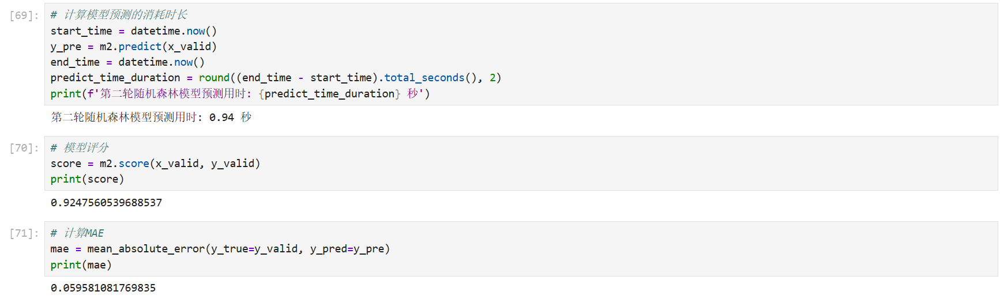 [69]:
# 计算模型预测的消耗时长
start_time = datetime.now()
y_pre = m2.predict(x_valid)
end_time = datetime.now()
predict_time_duration = round((end_time - start_time).total_seconds(), 2)
print(f'第二轮随机森林模型预测用时: {predict_time_duration} 秒')
第二轮随机森林模型预测用时: 0.94 秒
[70]:
# 模型评分
score = m2.score(x_valid, y_valid)
print(score)
0.9247560539688537
[71]:
# 计算MAE
mae = mean_absolute_error(y_true=y_valid, y_pred=y_pre)
print(mae)
0.059581081769835